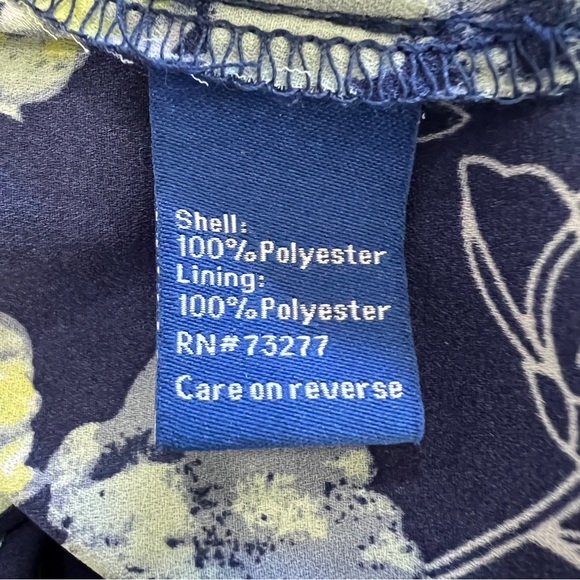 Shell:
100%Polyester
Lining:
100%Polyester
RN#73277
Care on reverse